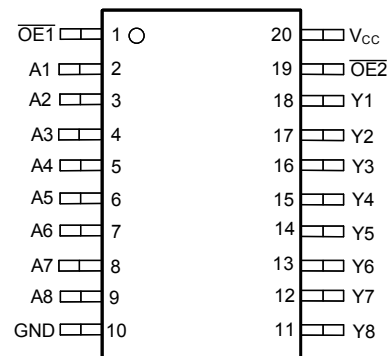 O̅E̅1̅ 1 20 VCC
A1 2 19 O̅E̅2̅
A2 3 18 Y1
A3 4 17 Y2
A4 5 16 Y3
A5 6 15 Y4
A6 7 14 Y5
A7 8 13 Y6
A8 9 12 Y7
GND 10 11 Y8